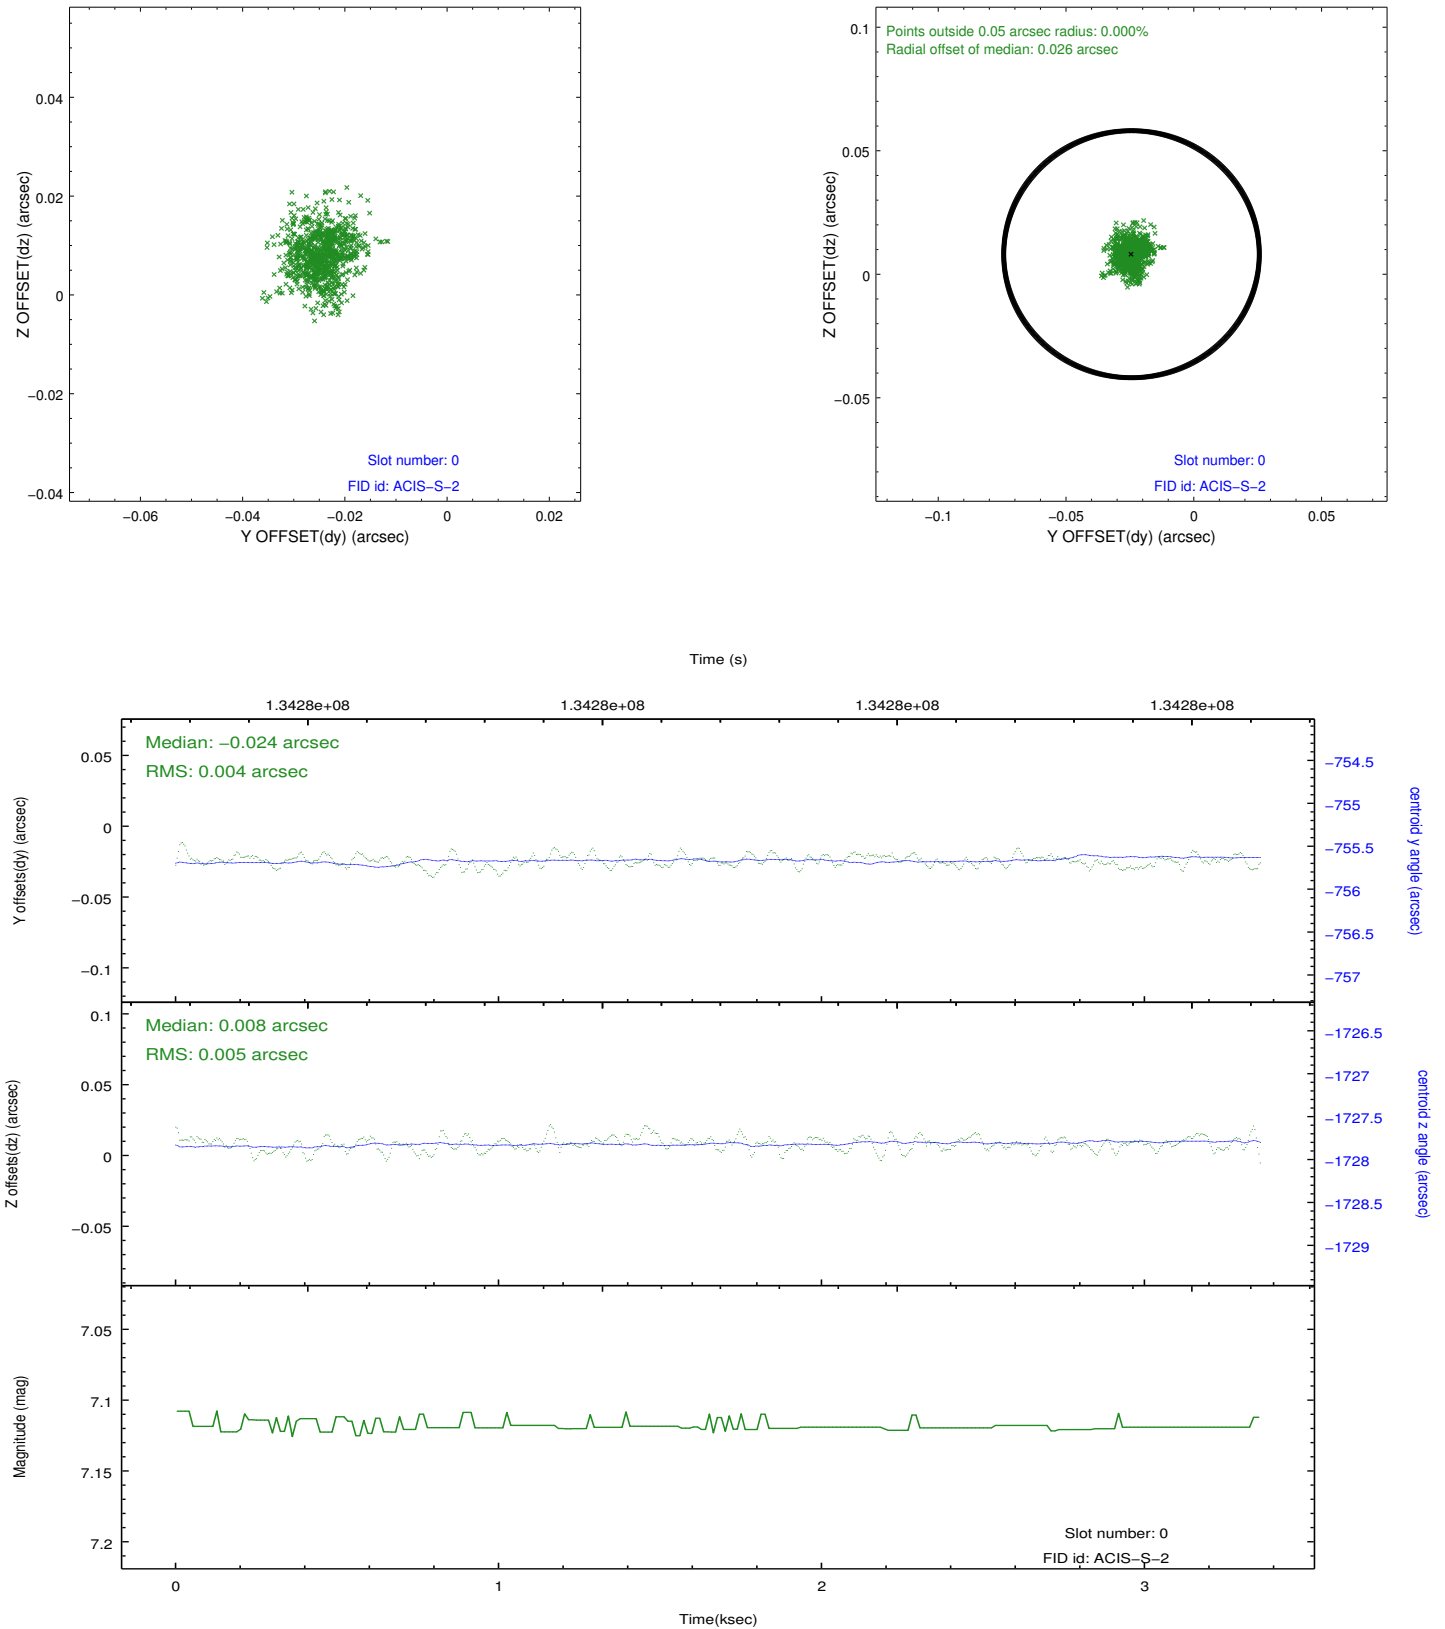 0.04
0.02
0
−0.02
−0.04
Z OFFSET(dz) (arcsec)
Slot number: 0
FID id: ACIS−S−2
−0.06
−0.04
−0.02
0
0.02
Y OFFSET(dy) (arcsec)
Points outside 0.05 arcsec radius: 0.000%
Radial offset of median: 0.026 arcsec
0.1
0.05
0
−0.05
Z OFFSET(dz) (arcsec)
Slot number: 0
FID id: ACIS−S−2
−0.1
−0.05
0
0.05
Y OFFSET(dy) (arcsec)
Time (s)
1.3428e+08
1.3428e+08
1.3428e+08
1.3428e+08
Median: −0.024 arcsec
RMS: 0.004 arcsec
0.05
0
−0.05
−0.1
Y offsets(dy) (arcsec)
−754.5
−755
−755.5
−756
−756.5
−757
centroid y angle (arcsec)
Median: 0.008 arcsec
RMS: 0.005 arcsec
0.1
0.05
0
−0.05
Z offsets(dz) (arcsec)
−1726.5
−1727
−1727.5
−1728
−1728.5
−1729
centroid z angle (arcsec)
7.05
7.1
7.15
7.2
Magnitude (mag)
Slot number: 0
FID id: ACIS−S−2
0
1
2
3
Time(ksec)